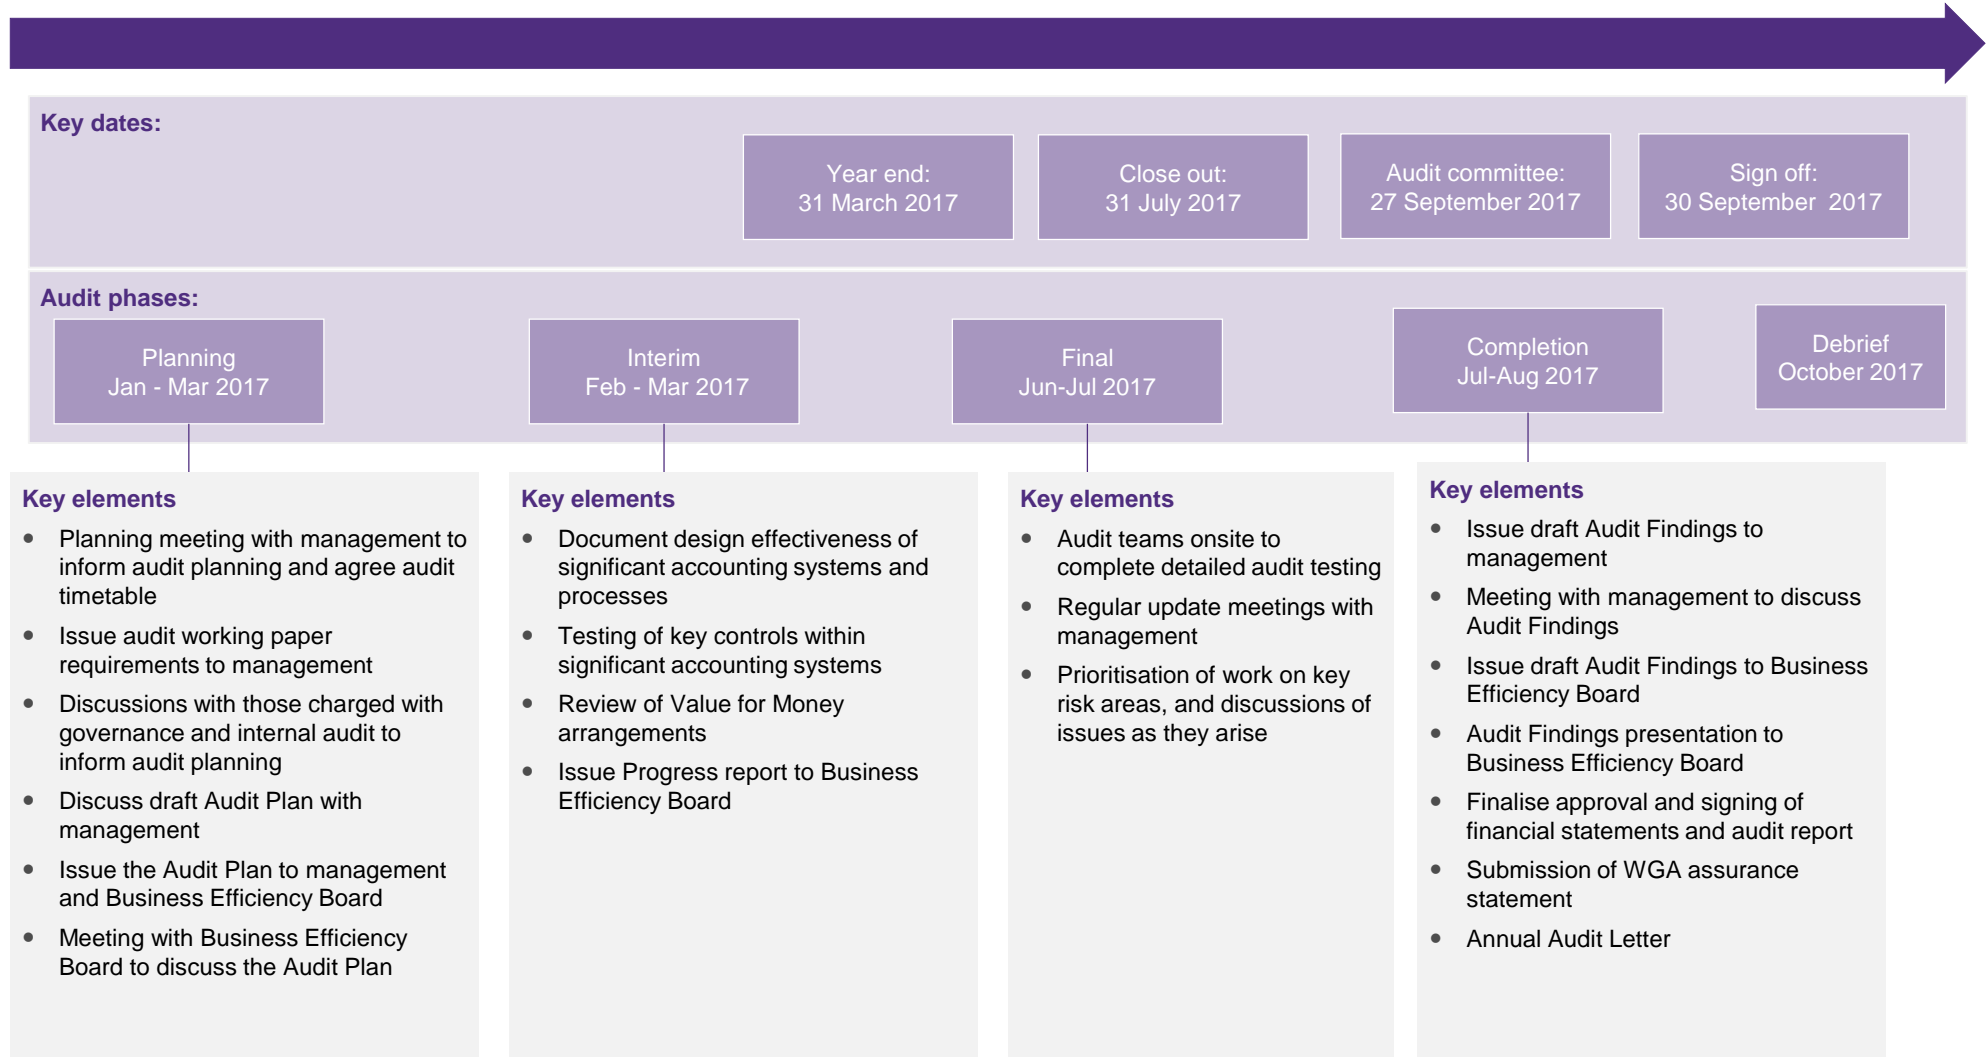 Key dates:
Year end:
31 March 2017
Close out:
31 July 2017
Audit committee:
27 September 2017
Sign off:
30 September  2017
Audit phases:
Planning
Jan - Mar 2017
Interim
Feb - Mar 2017
Final
Jun-Jul 2017
Completion
Jul-Aug 2017
Debrief
October 2017
Key elements
• Planning meeting with management to
inform audit planning and agree audit
timetable
• Issue audit working paper
requirements to management
• Discussions with those charged with
governance and internal audit to
inform audit planning
• Discuss draft Audit Plan with
management
• Issue the Audit Plan to management
and Business Efficiency Board
• Meeting with Business Efficiency
Board to discuss the Audit Plan
Key elements
• Document design effectiveness of
significant accounting systems and
processes
• Testing of key controls within
significant accounting systems
• Review of Value for Money
arrangements
• Issue Progress report to Business
Efficiency Board
Key elements
• Audit teams onsite to
complete detailed audit testing
• Regular update meetings with
management
• Prioritisation of work on key
risk areas, and discussions of
issues as they arise
Key elements
• Issue draft Audit Findings to
management
• Meeting with management to discuss
Audit Findings
• Issue draft Audit Findings to Business
Efficiency Board
• Audit Findings presentation to
Business Efficiency Board
• Finalise approval and signing of
financial statements and audit report
• Submission of WGA assurance
statement
• Annual Audit Letter